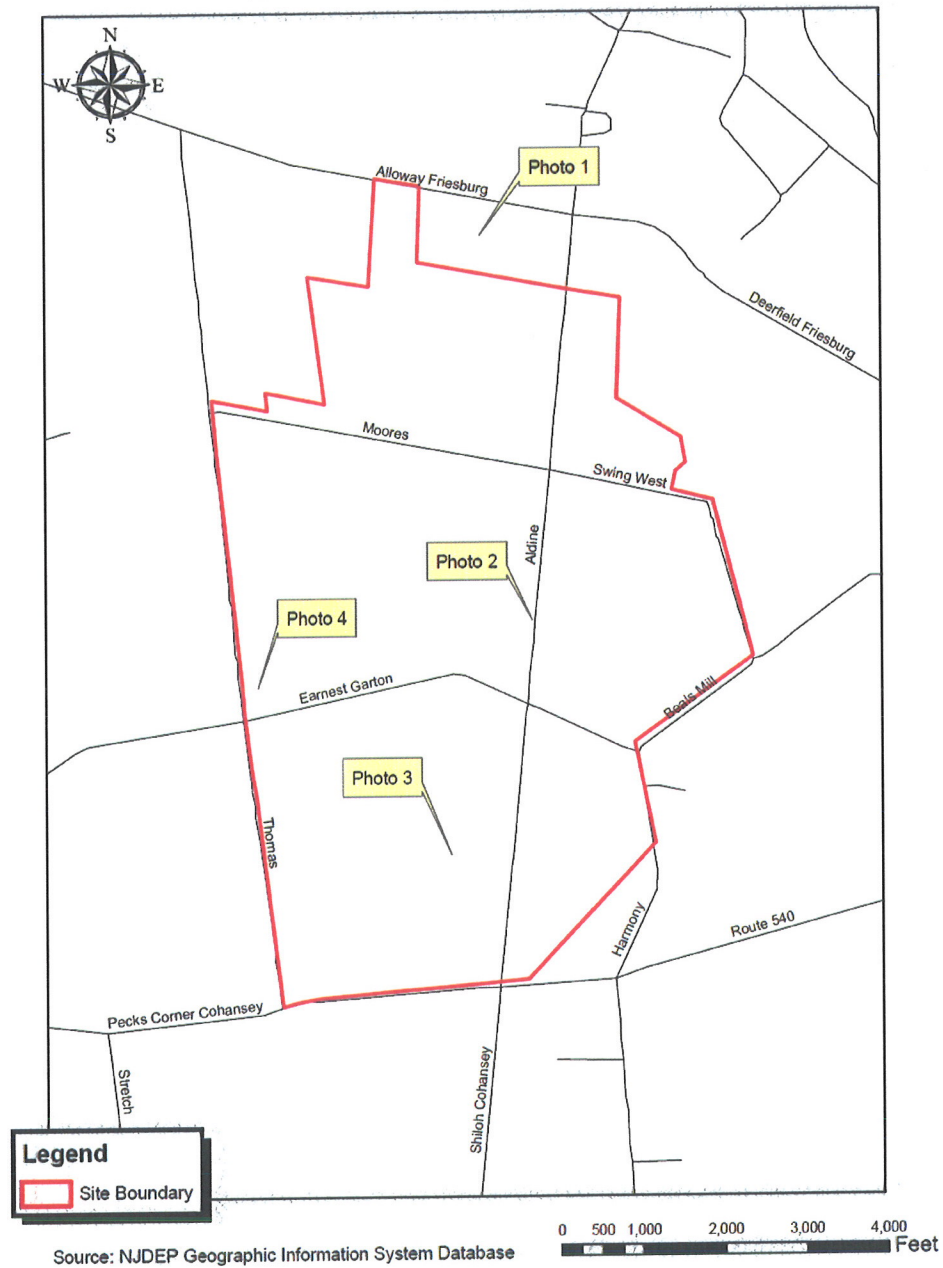 N
W E
S
Photo 1
Alloway Friesburg
Deerfield Friesburg
Moores
Swing West
Aldine
Photo 2
Photo 4
Earnest Garton
Beals Mill
Photo 3
Thomas
Harmony
Route 540
Pecks Corner Cohansey
Stretch
Shiloh Cohansey
Legend
Site Boundary
0 500 1,000 2,000 3,000 4,000
Feet
Source: NJDEP Geographic Information System Database